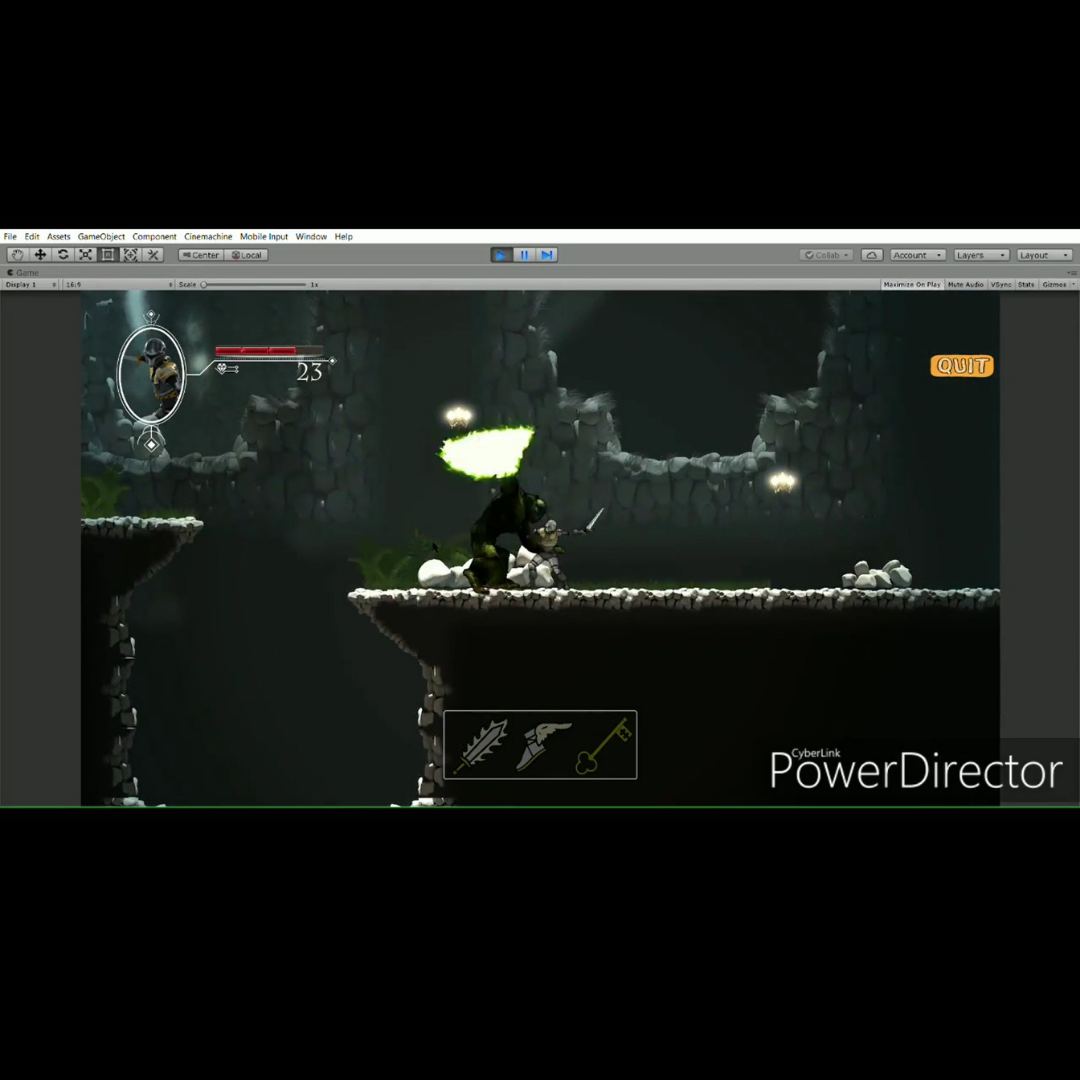 File Edit Assets GameObject Component Cinemachine Mobile Input Window Help
Center Local Collab Account Layers Layout
Game
Display 1 16:9 Scale 1x Maximize On Play Mute Audio VSync Stats Gizmos
23
QUIT
CyberLink
PowerDirector